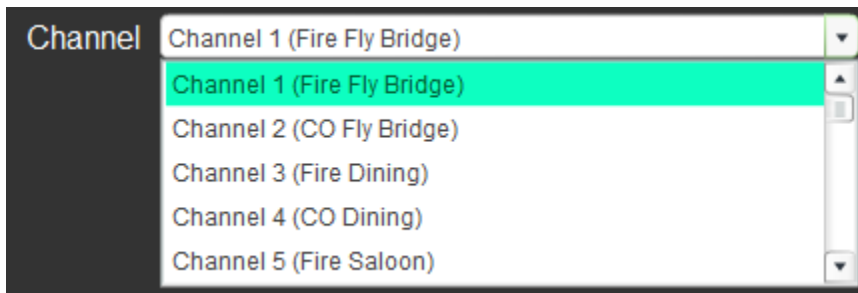 Channel Channel 1 (Fire Fly Bridge)
Channel 1 (Fire Fly Bridge)
Channel 2 (CO Fly Bridge)
Channel 3 (Fire Dining)
Channel 4 (CO Dining)
Channel 5 (Fire Saloon)